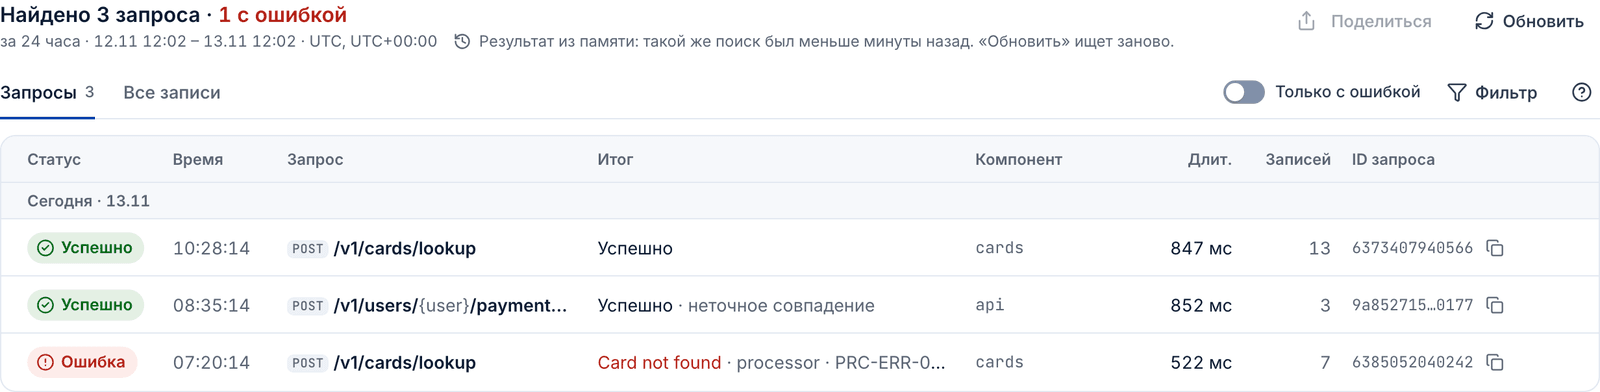 Найдено 3 запроса · 1 с ошибкой
Поделиться
Обновить
за 24 часа · 12.11 12:02 – 13.11 12:02 · UTC, UTC+00:00
Результат из памяти: такой же поиск был меньше минуты назад. «Обновить» ищет заново.
Запросы 3
Все записи
Только с ошибкой
Фильтр
Статус Время Запрос Итог Компонент Длит. Записей ID запроса
Сегодня · 13.11
Успешно 10:28:14 POST /v1/cards/lookup Успешно cards 847 мс 13 6373407940566
Успешно 08:35:14 POST /v1/users/{user}/payment... Успешно · неточное совпадение api 852 мс 3 9a852715…0177
Ошибка 07:20:14 POST /v1/cards/lookup Card not found · processor · PRC-ERR-0... cards 522 мс 7 6385052040242